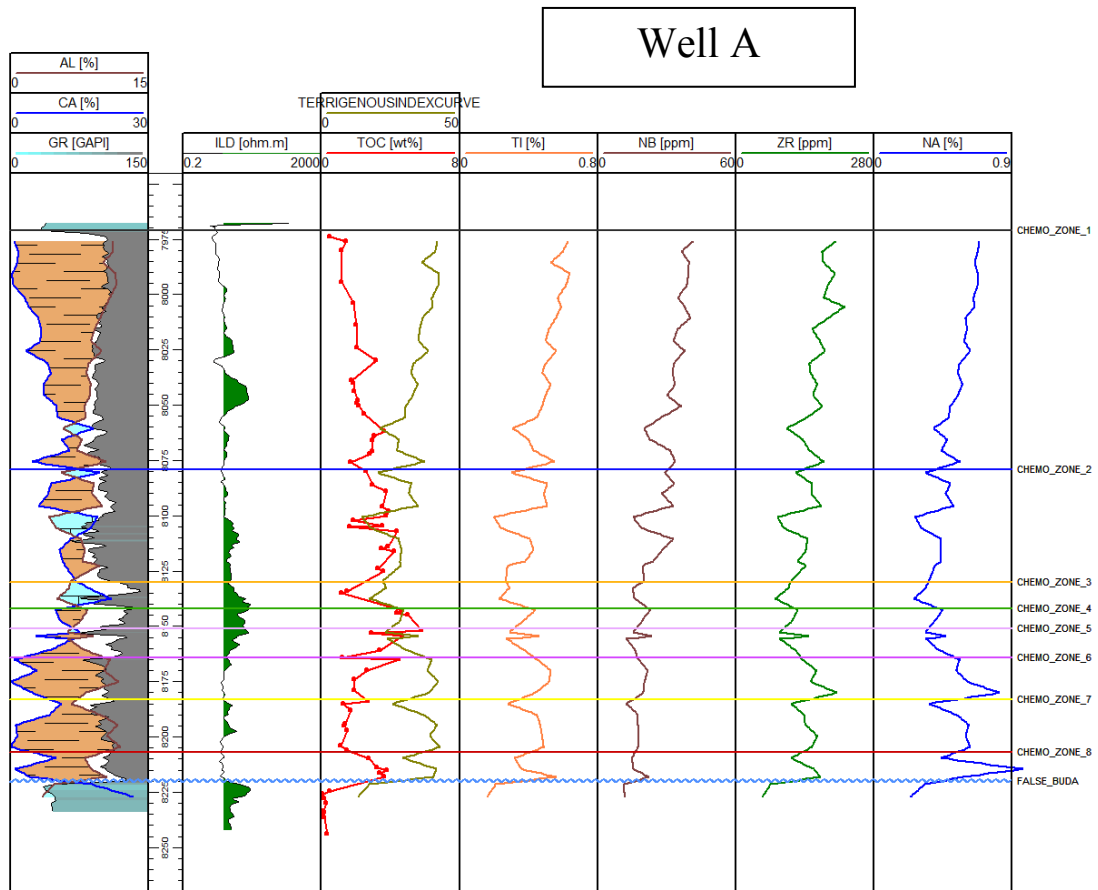 Well A
AL [%]
0 15
CA [%] TERRIGENOUSINDEXCURVE
0 30 0 50
GR [GAPI] ILD [ohm.m] TOC [wt%] TI [%] NB [ppm] ZR [ppm] NA [%]
0 150 0.2 2000 0 8 0 0.8 0 60 0 280 0 0.9
CHEMO_ZONE_1
7975
8000
8025
8050
8075
CHEMO_ZONE_2
8100
8125
CHEMO_ZONE_3
CHEMO_ZONE_4
8150
CHEMO_ZONE_5
CHEMO_ZONE_6
8175
CHEMO_ZONE_7
8200
CHEMO_ZONE_8
FALSE_BUDA
8225
8250